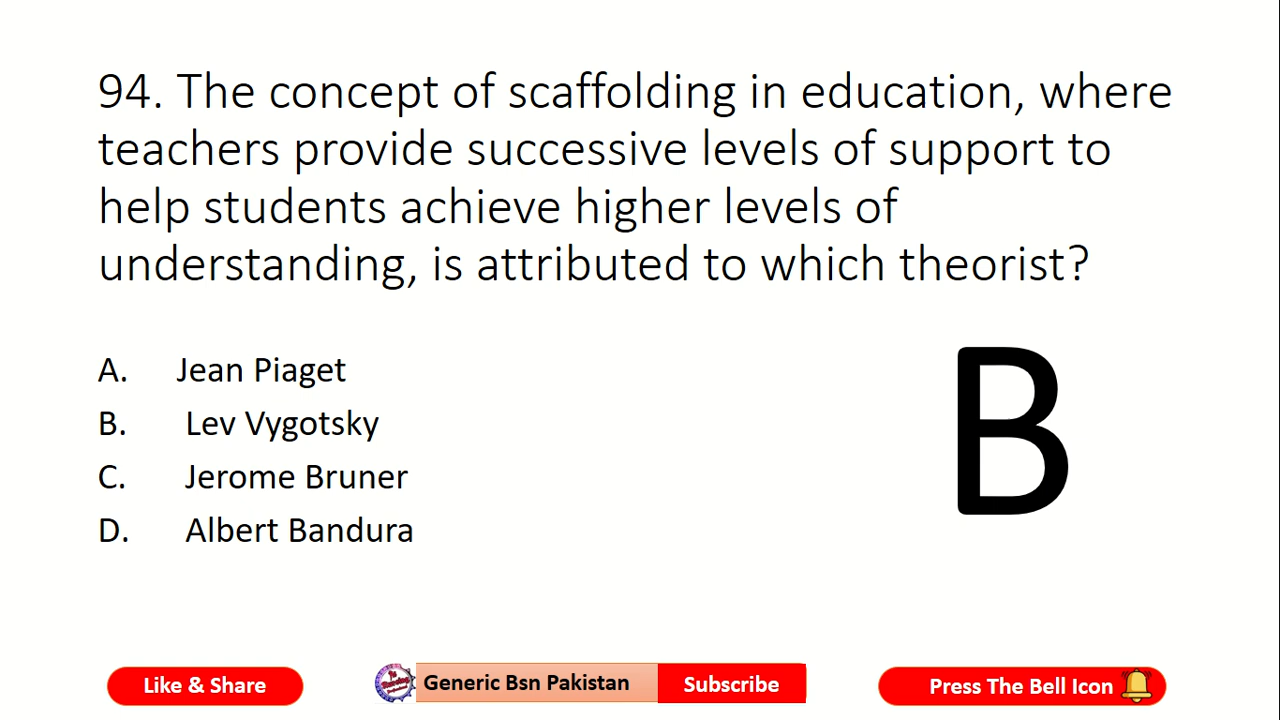 94. The concept of scaffolding in education, where
teachers provide successive levels of support to
help students achieve higher levels of
understanding, is attributed to which theorist?
A. Jean Piaget
B. Lev Vygotsky
C. Jerome Bruner
D. Albert Bandura
B
Like & Share
Generic Bsn Pakistan
Subscribe
Press The Bell Icon